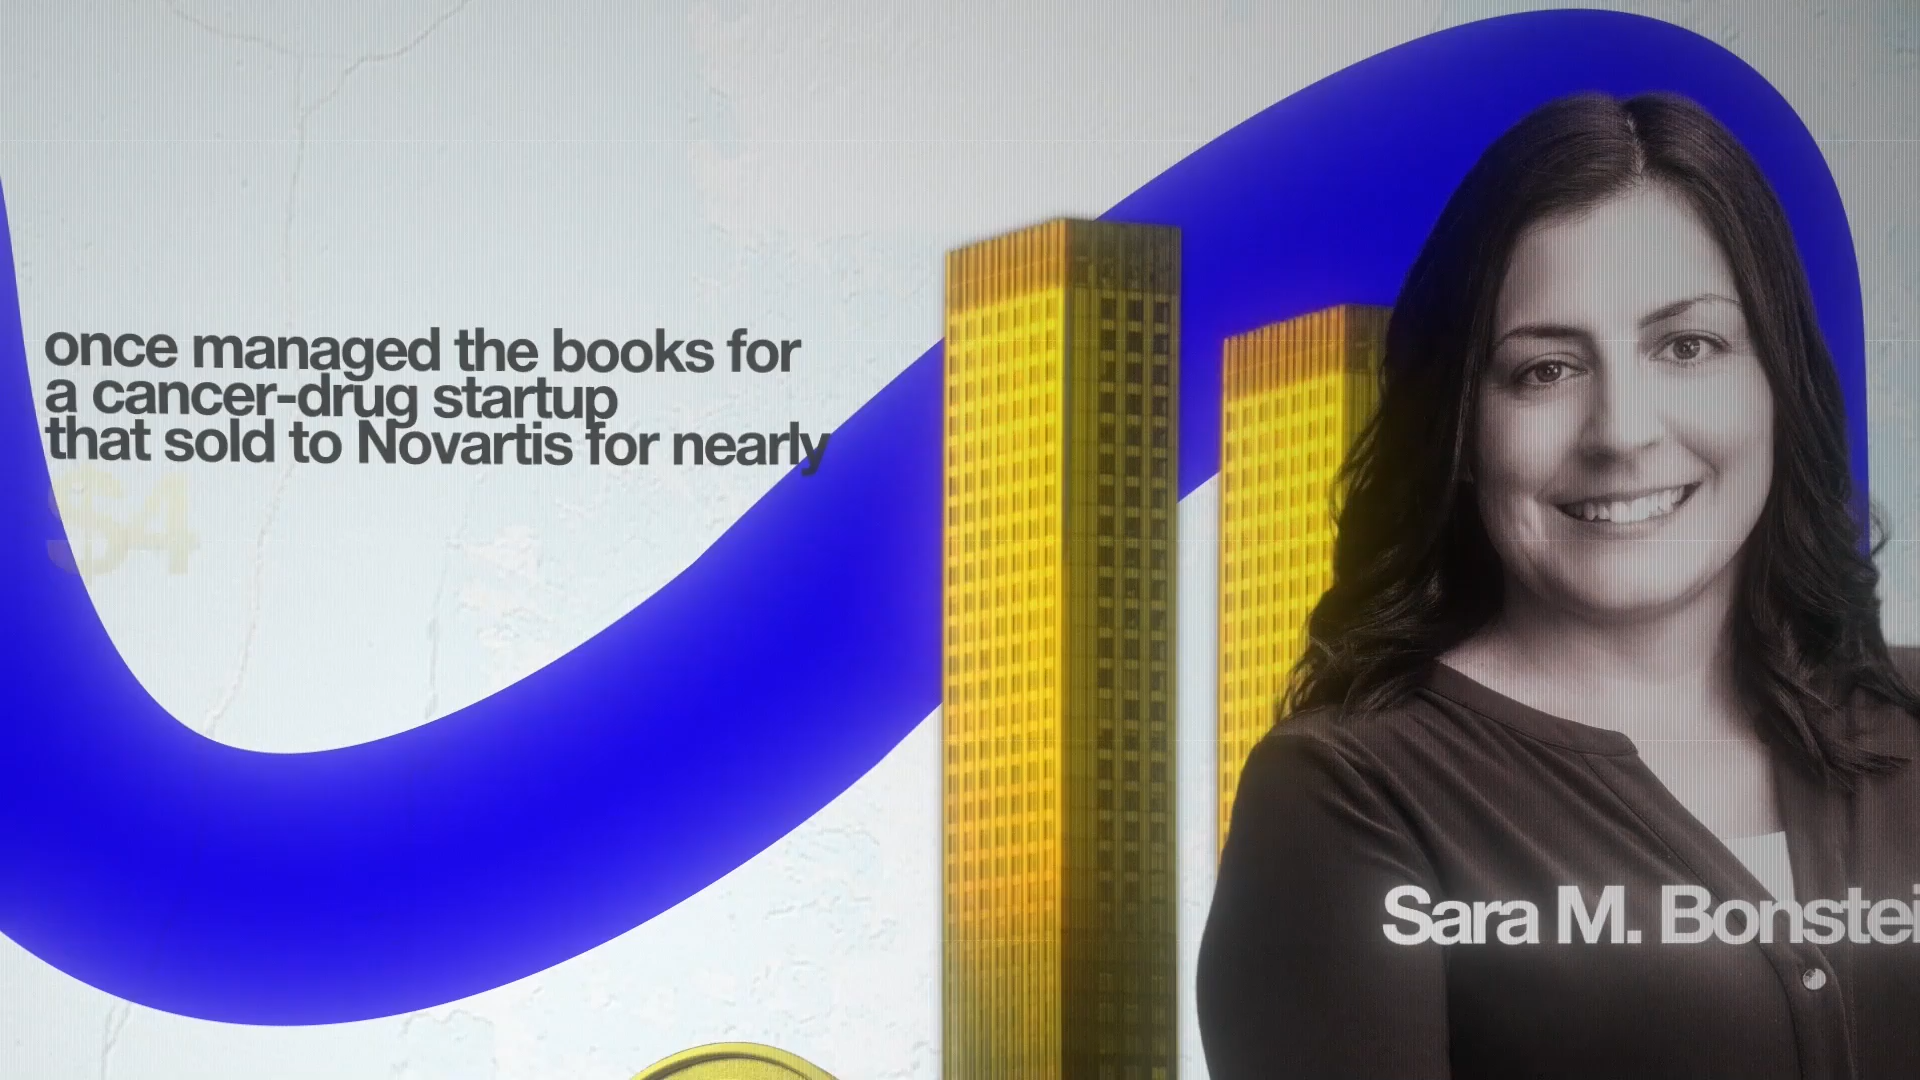 once managed the books for
a cancer-drug startup
that sold to Novartis for nearly
$4
Sara M. Bonstei